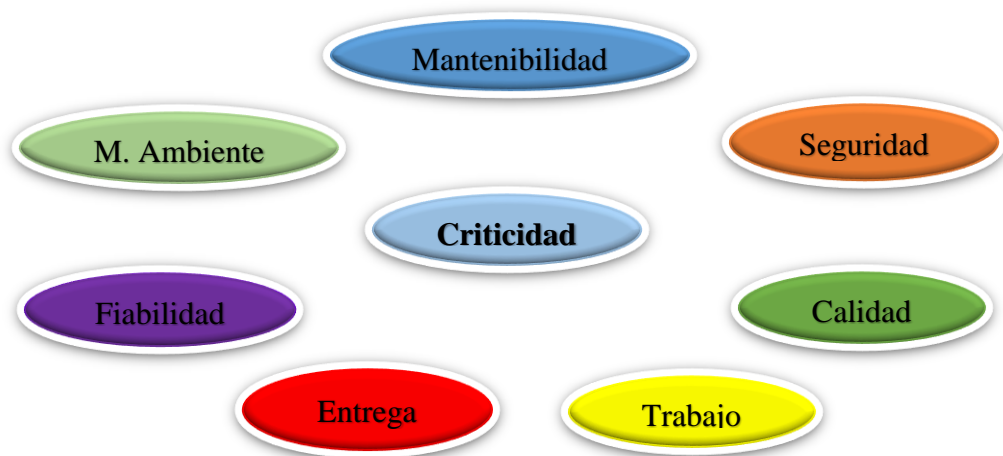 Mantenibilidad
M. Ambiente
Seguridad
Criticidad
Fiabilidad
Calidad
Entrega
Trabajo